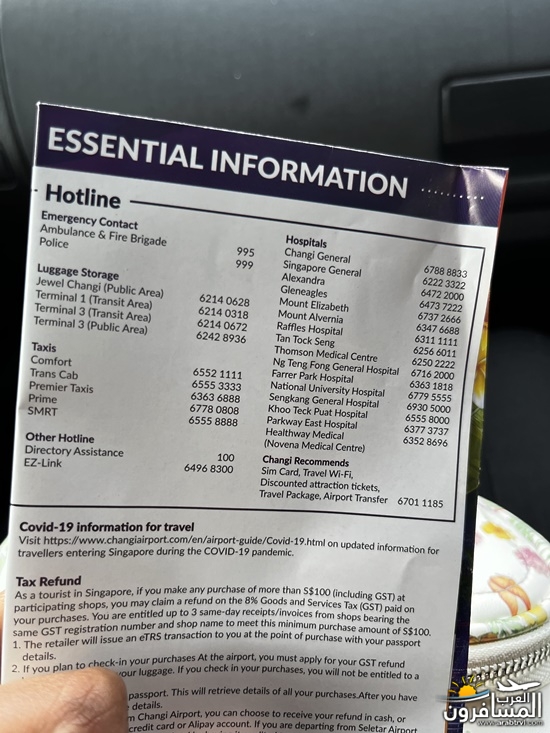 ESSENTIAL INFORMATION
Hotline
Emergency Contact
Ambulance & Fire Brigade 995
Police 999
Luggage Storage
Jewel Changi (Public Area) 6214 0628
Terminal 1 (Transit Area) 6214 0318
Terminal 3 (Transit Area) 6214 0672
Terminal 3 (Public Area) 6242 8936
Taxis
Comfort 6552 1111
Trans Cab 6555 3333
Premier Taxis 6363 6888
Prime 6778 0808
SMRT 6555 8888
Other Hotline
Directory Assistance 100
EZ-Link 6496 8300
Hospitals
Changi General 6788 8833
Singapore General 6222 3322
Alexandra 6472 2000
Gleneagles 6473 7222
Mount Elizabeth 6737 2666
Mount Alvernia 6347 6688
Raffles Hospital 6311 1111
Tan Tock Seng 6256 6011
Thomson Medical Centre 6250 2222
Ng Teng Fong General Hospital 6716 2000
Farrer Park Hospital 6363 1818
National University Hospital 6779 5555
Sengkang General Hospital 6930 5000
Khoo Teck Puat Hospital 6555 8000
Parkway East Hospital 6377 3737
Healthway Medical 6352 8696
(Novena Medical Centre)
Changi Recommends
Sim Card, Travel Wi-Fi,
Discounted attraction tickets,
Travel Package, Airport Transfer 6701 1185
Covid-19 information for travel
Visit https://www.changiairport.com/en/airport-guide/Covid-19.html on updated information for
travellers entering Singapore during the COVID-19 pandemic.
Tax Refund
As a tourist in Singapore, if you make any purchase of more than S$100 (including GST) at
participating shops, you may claim a refund on the 8% Goods and Services Tax (GST) paid on
your purchases. You are entitled up to 3 same-day receipts/invoices from shops bearing the
same GST registration number and shop name to meet this minimum purchase amount of S$100.
1. The retailer will issue an eTRS transaction to you at the point of purchase with your passport
details.
2. If you plan to check-in your purchases At the airport, you must apply for your GST refund
your luggage. If you check in your purchases, you will not be entitled to a
passport. This will retrieve details of all your purchases.After you have
details.
m Changi Airport, you can choose to receive your refund in cash, or
credit card or Alipay account. If you are departing from Seletar Airport
العرب
المسافرون
www.arabtrvl.com